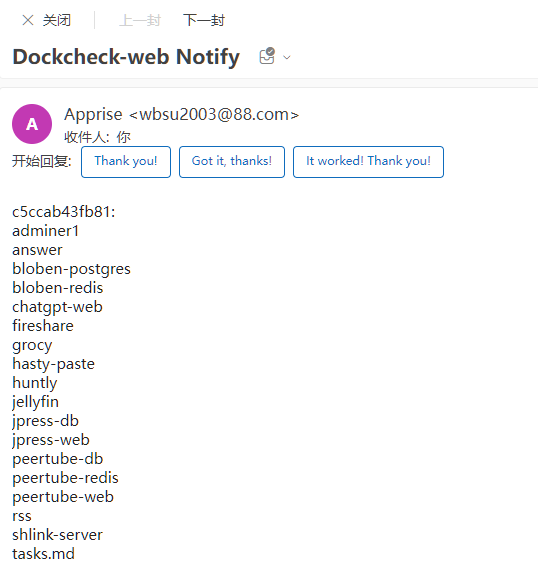 关闭 上一封 下一封
Dockcheck-web Notify
A
Apprise <wbsu2003@88.com>
收件人: 你
开始回复: Thank you! Got it, thanks! It worked! Thank you!
c5ccab43fb81:
adminer1
answer
bloben-postgres
bloben-redis
chatgpt-web
fireshare
grocy
hasty-paste
huntly
jellyfin
jpress-db
jpress-web
peertube-db
peertube-redis
peertube-web
rss
shlink-server
tasks.md